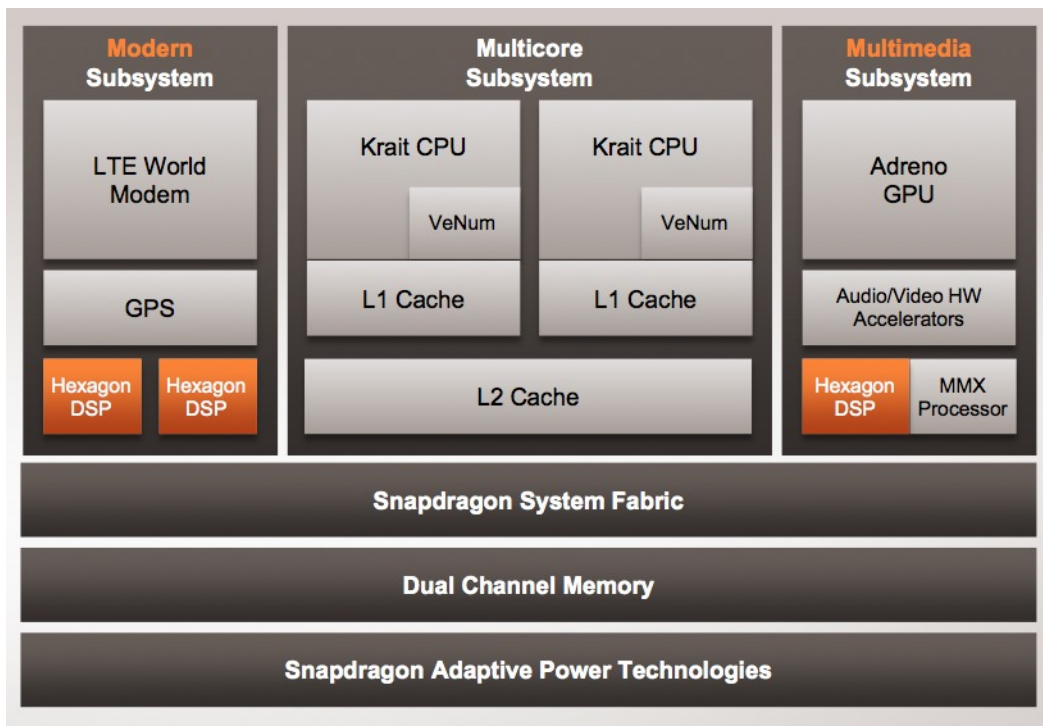 Modern
Subsystem
LTE World
Modem
GPS
Hexagon
DSP
Hexagon
DSP
Multicore
Subsystem
Krait CPU
VeNum
L1 Cache
Krait CPU
VeNum
L1 Cache
L2 Cache
Multimedia
Subsystem
Adreno
GPU
Audio/Video HW
Accelerators
Hexagon
DSP
MMX
Processor
Snapdragon System Fabric
Dual Channel Memory
Snapdragon Adaptive Power Technologies